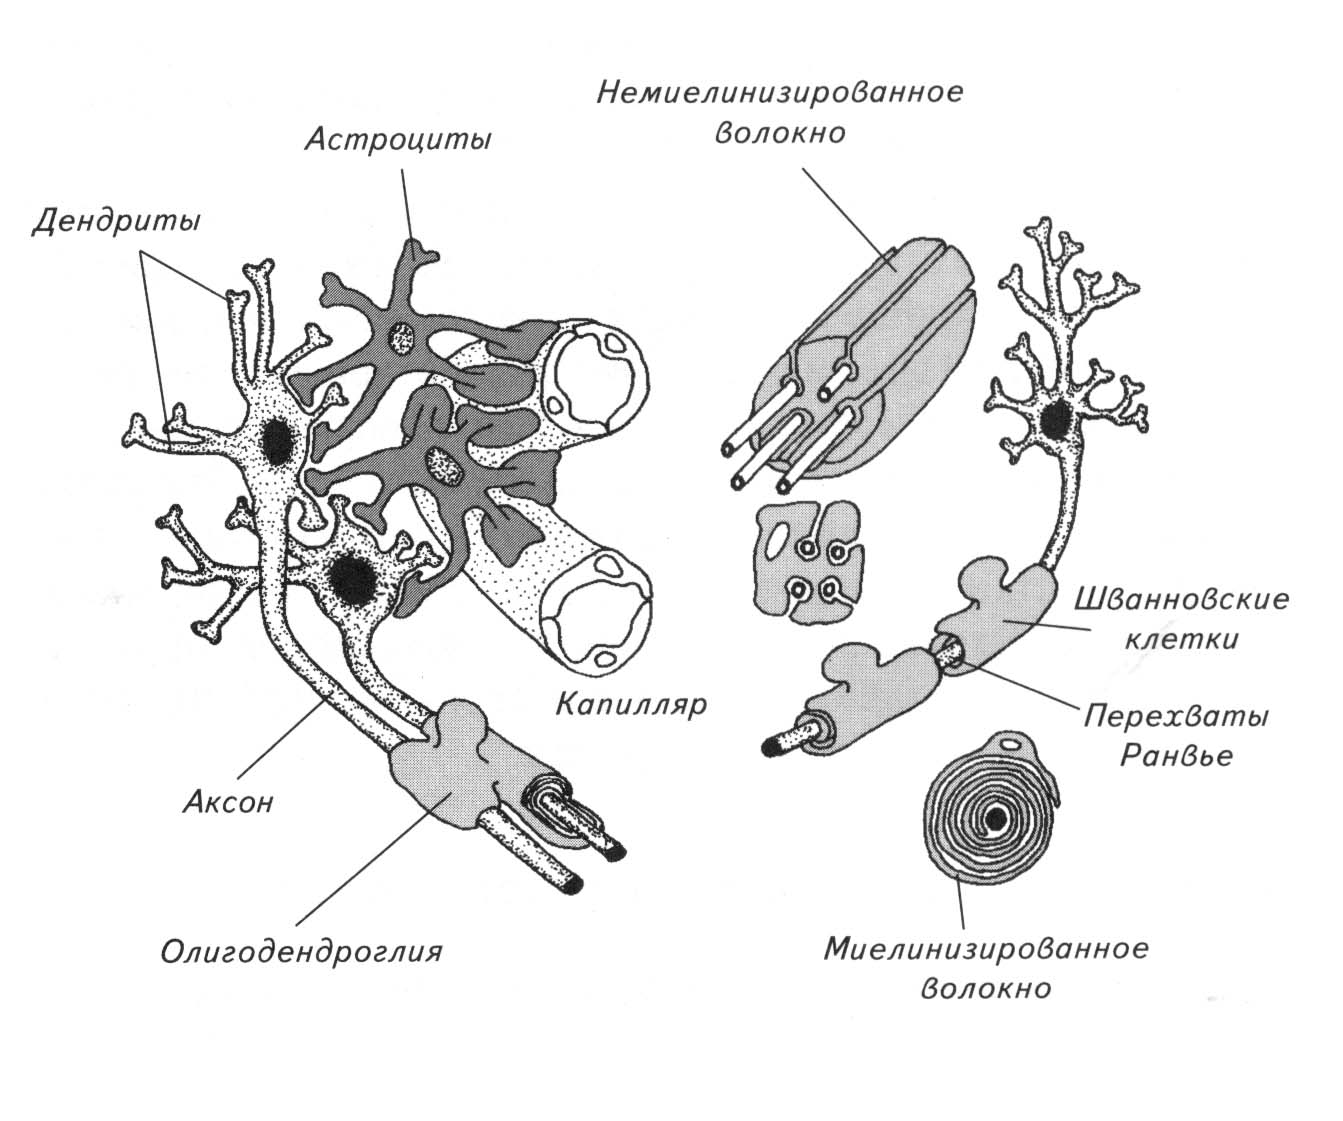 Немиелинизированное
волокно
Астроциты
Дендриты
Шванновские
клетки
Капилляр
Перехваты
Ранвье
Аксон
Олигодендроглия
Миелинизированное
волокно